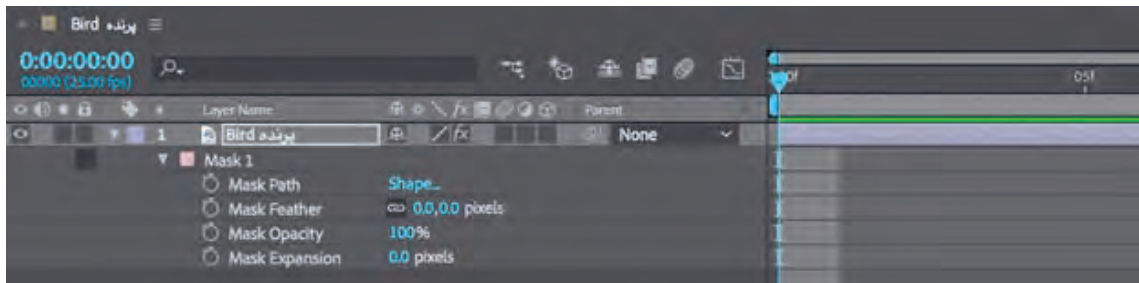 Bird پرنده
0:00:00:00
00000 (25.00 fps)
05f
# Layer Name fx Parent
1 Bird پرنده fx None
Mask 1
Mask Path Shape...
Mask Feather 0.0,0.0 pixels
Mask Opacity 100%
Mask Expansion 0.0 pixels